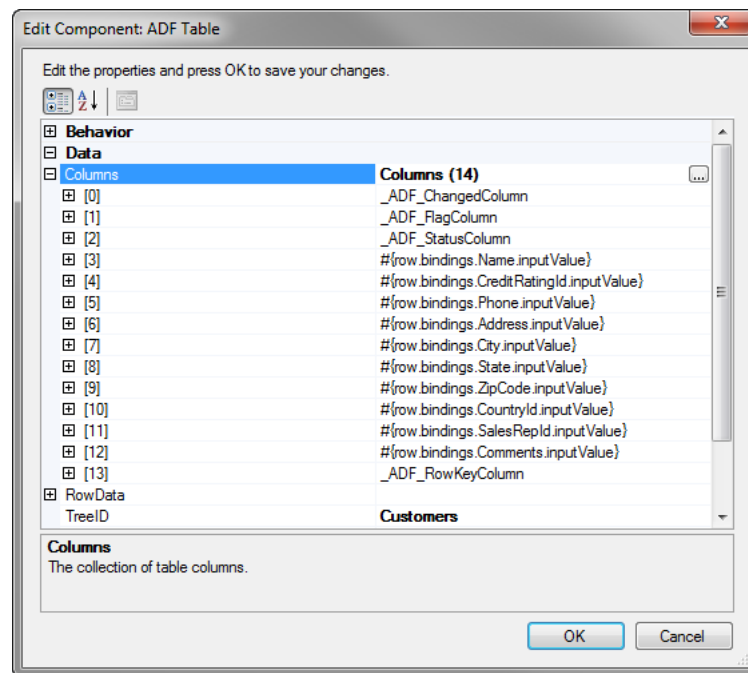 Edit Component: ADF Table
Edit the properties and press OK to save your changes.
Behavior
Data
Columns Columns (14) ...
[0] _ADF_ChangedColumn
[1] _ADF_FlagColumn
[2] _ADF_StatusColumn
[3] #{row.bindings.Name.inputValue}
[4] #{row.bindings.CreditRatingId.inputValue}
[5] #{row.bindings.Phone.inputValue}
[6] #{row.bindings.Address.inputValue}
[7] #{row.bindings.City.inputValue}
[8] #{row.bindings.State.inputValue}
[9] #{row.bindings.ZipCode.inputValue}
[10] #{row.bindings.CountryId.inputValue}
[11] #{row.bindings.SalesRepId.inputValue}
[12] #{row.bindings.Comments.inputValue}
[13] _ADF_RowKeyColumn
RowData
TreeID Customers
Columns
The collection of table columns.
OK Cancel